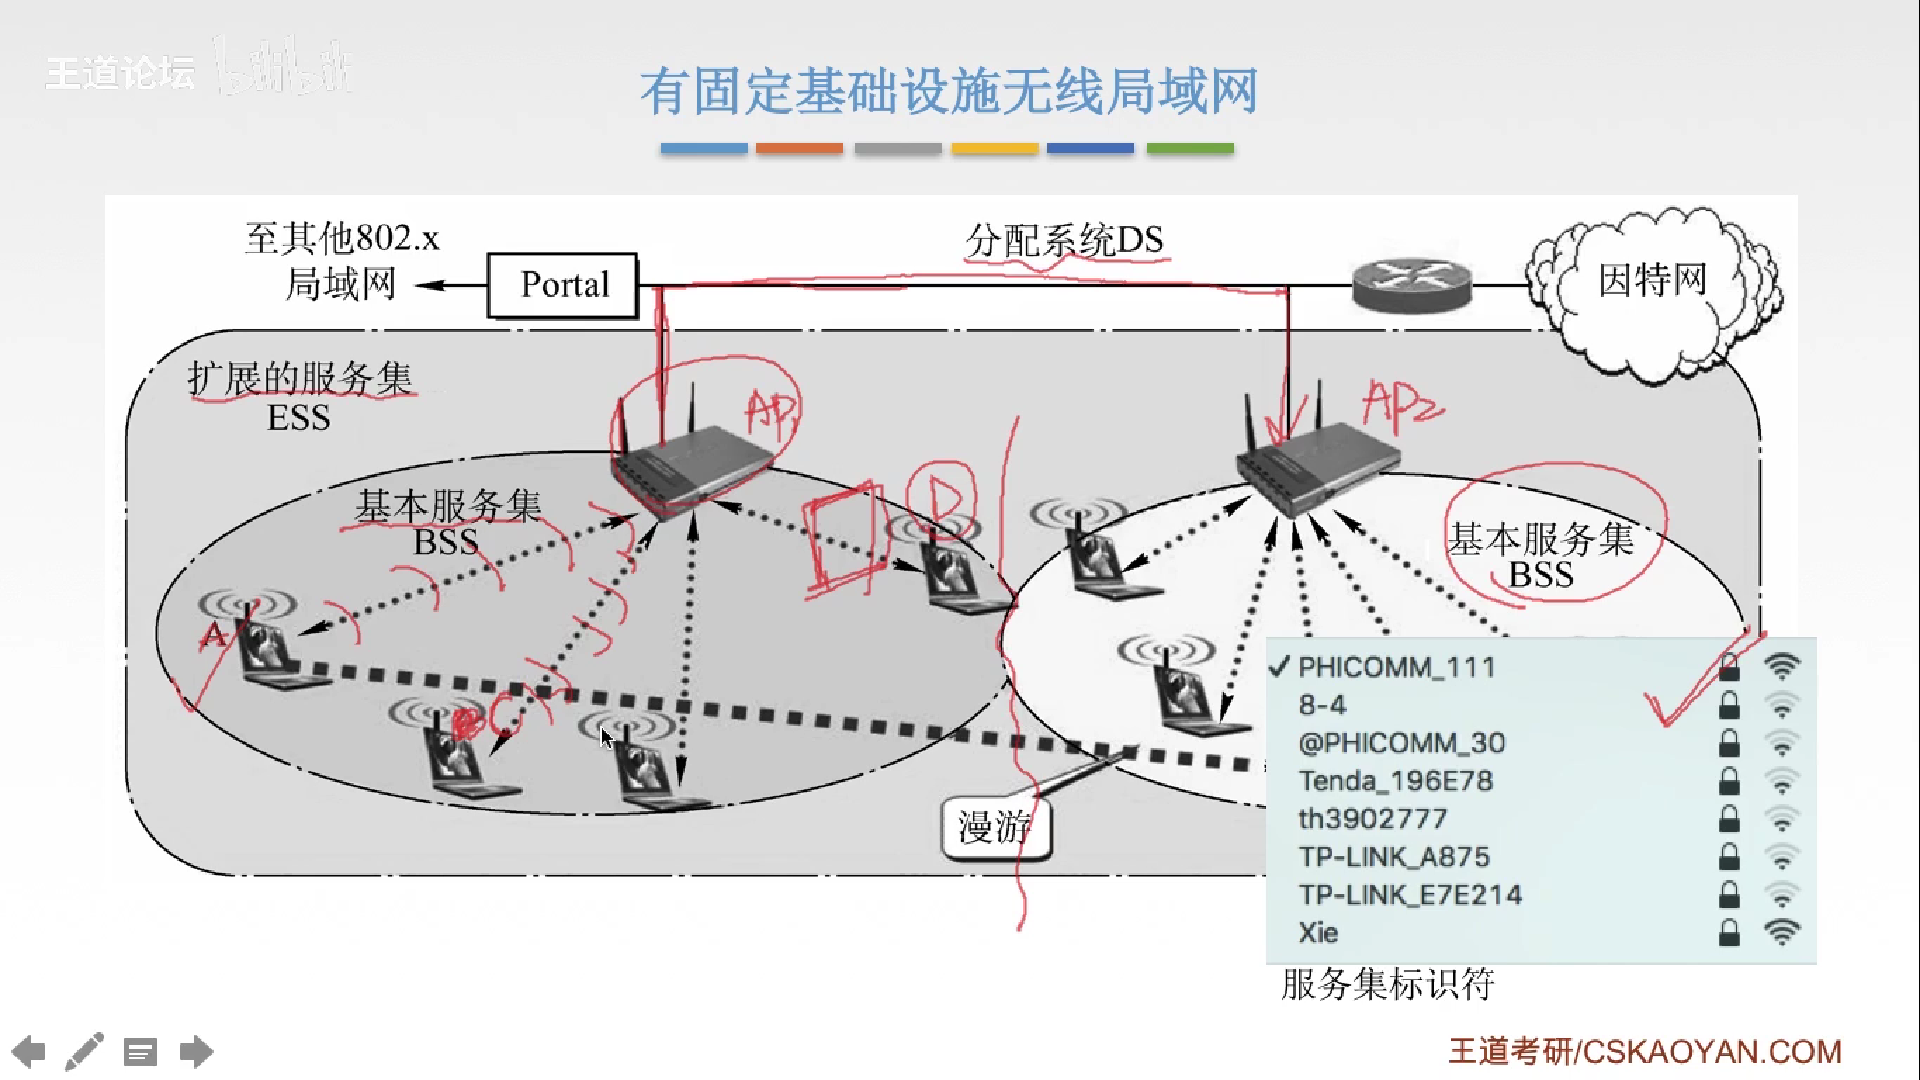 王道论坛 bilibili
有固定基础设施无线局域网
至其他802.x
局域网
Portal
分配系统DS
因特网
扩展的服务集
ESS
AP1
AP2
基本服务集
BSS
D
基本服务集
BSS
A
C
漫游
PHICOMM_111
8-4
@PHICOMM_30
Tenda_196E78
th3902777
TP-LINK_A875
TP-LINK_E7E214
Xie
服务集标识符
王道考研/CSKAOYAN.COM